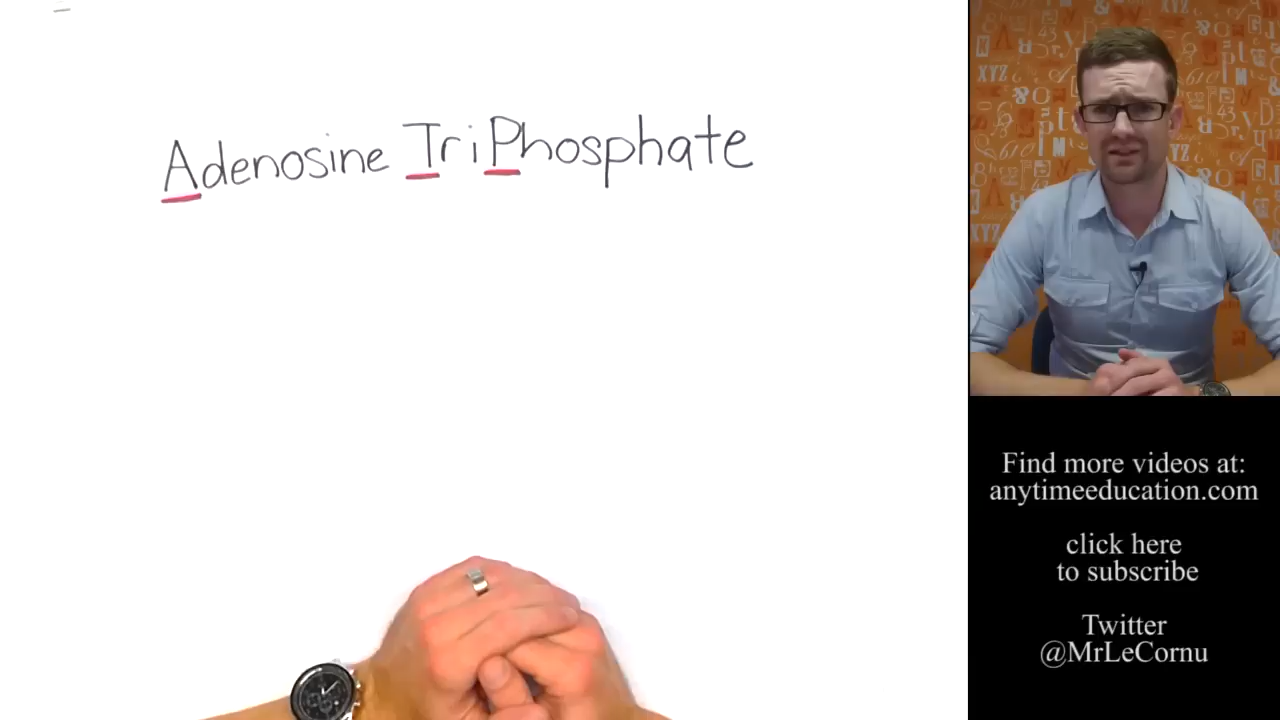 Adenosine TriPhosphate
Find more videos at:
anytimeeducation.com
click here
to subscribe
Twitter
@MrLeCornu